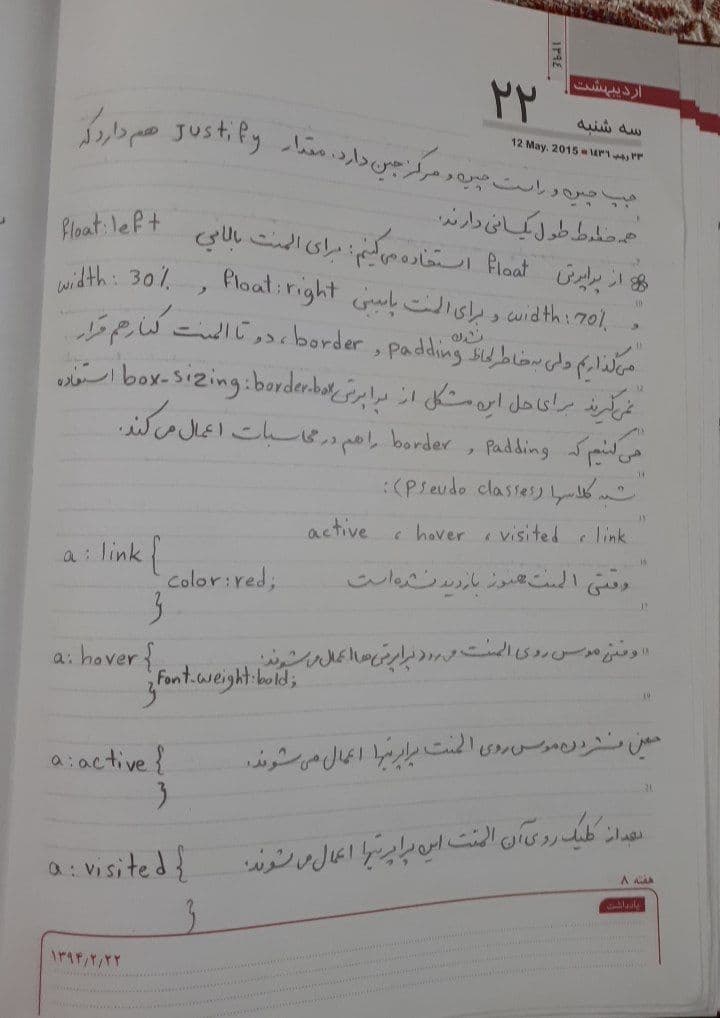 ۱۳۹۴
اردیبهشت
۲۲
سه شنبه
12 May. 2015 ■ ۱۴۳۶ رجب ۲۳
چپ چین و راست چین و مرکز چین دارد. مقدار Justify هم دارد که
همه خطوط طول یکسانی دارند.
از پراپرتی float استفاده می‌کنیم: برای المنت بالایی float:left
و width:70% و برای المنت پایینی float:right و width:30%
می‌گذاریم ولی به خاطر لحاظ نشدن padding و border، دو تا المنت کنار هم قرار
نمی‌گیرند برای حل این مشکل از پراپرتی box-sizing:border-box استفاده
می‌کنیم که padding و border را هم در محاسبات اعمال می‌کند.
شبه کلاسها (Pseudo classes):
link ، visited ، hover ، active
وقتی المنت هنوز بازدید نشده است
a:link {
color:red;
}
وقتی موس روی المنت می‌رود پراپرتی‌ها اعمال می‌شوند.
a:hover {
Font-weight:bold;
}
حین فشردن موس روی المنت پراپرتیها اعمال می‌شوند.
a:active {
}
بعد از کلیک روی آن المنت این پراپرتیها اعمال می‌شوند.
a:visited {
}
هفته ۸
یادداشت
۱۳۹۴/۲/۲۲